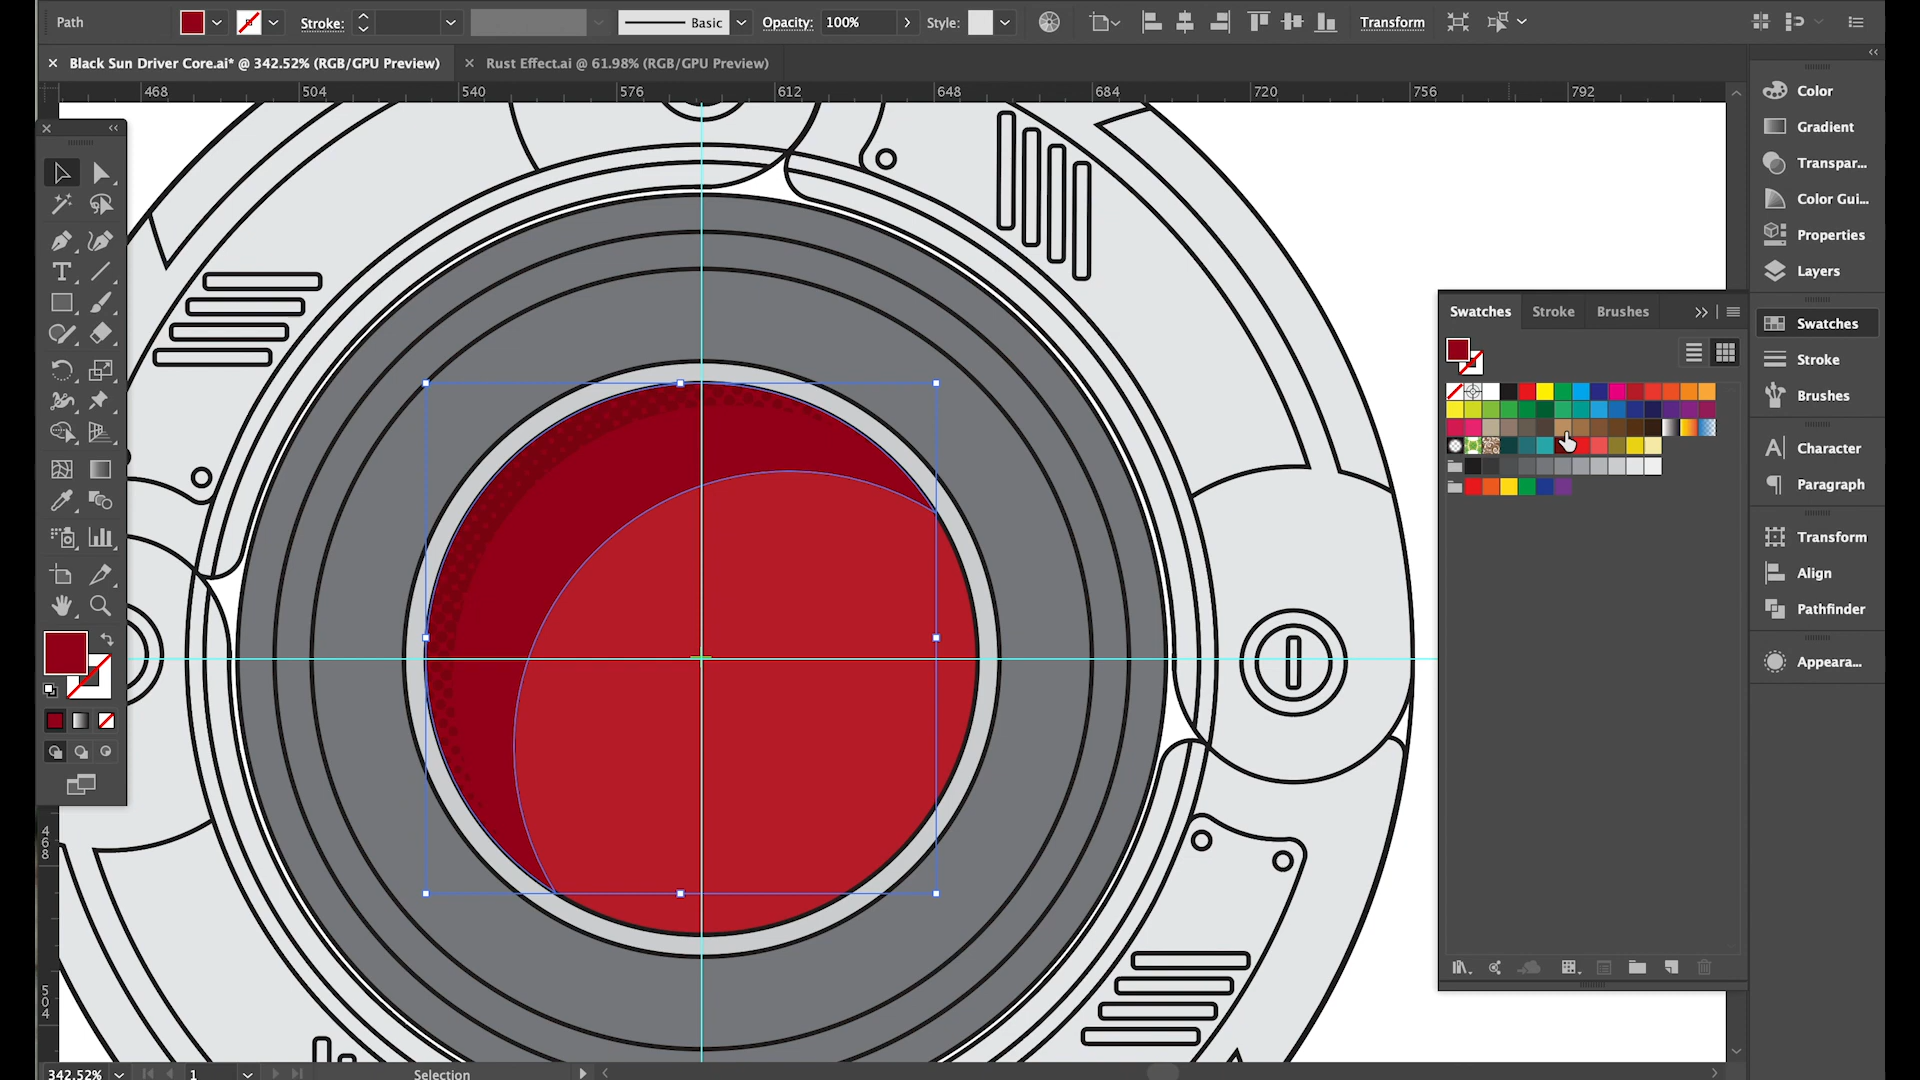 Path
Stroke:
Basic
Opacity:
100%
Style:
Transform
Black Sun Driver Core.ai* @ 342.52% (RGB/GPU Preview)
Rust Effect.ai @ 61.98% (RGB/GPU Preview)
468
504
540
576
612
648
684
720
756
792
Color
Gradient
Transpar...
Color Gui...
Properties
Layers
Swatches
Stroke
Brushes
Swatches
Stroke
Brushes
Character
Paragraph
Transform
Align
Pathfinder
Appeara...
468
504
342.52%
1
Selection